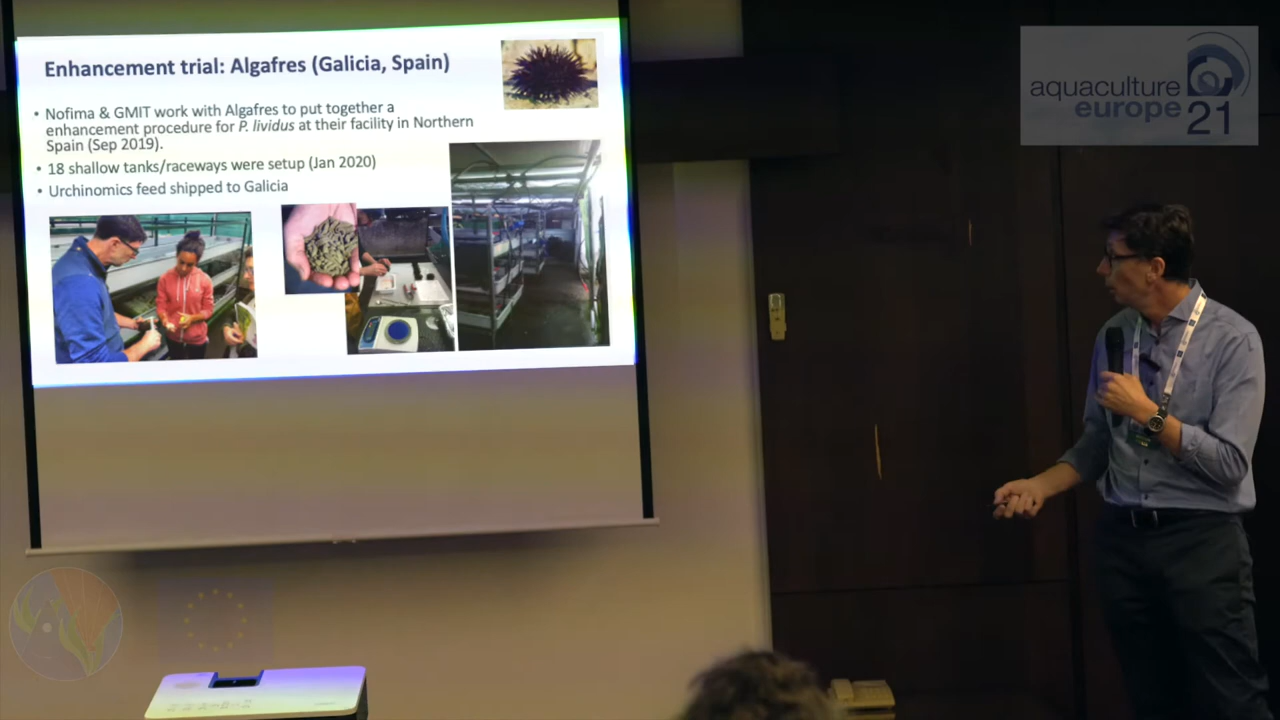 Enhancement trial: Algafres (Galicia, Spain)
• Nofima & GMIT work with Algafres to put together a
enhancement procedure for P. lividus at their facility in Northern
Spain (Sep 2019).
• 18 shallow tanks/raceways were setup (Jan 2020)
• Urchinomics feed shipped to Galicia
aquaculture
europe
21